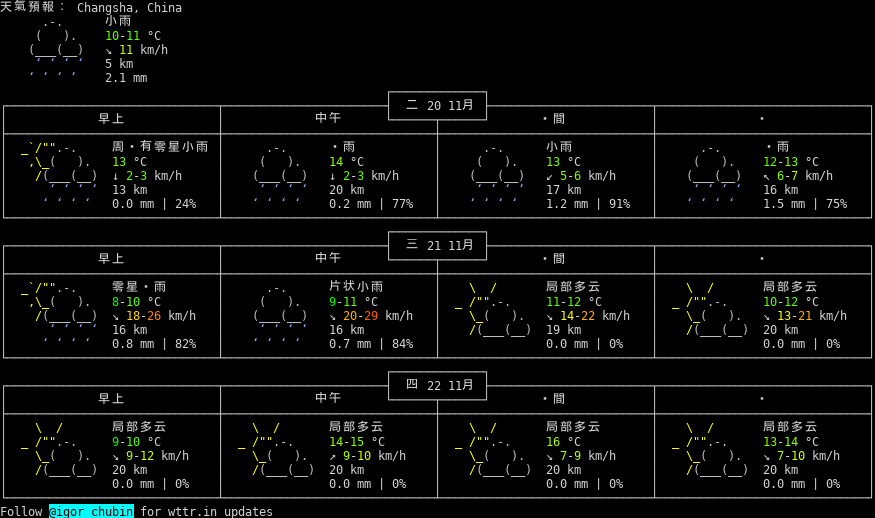 天氣預報： Changsha, China
小雨
10-11 °C
↘ 11 km/h
5 km
2.1 mm
二 20 11月
早上 中午 ・間 ・
周・有零星小雨 ・雨 小雨 ・雨
13 °C 14 °C 13 °C 12-13 °C
↓ 2-3 km/h ↓ 2-3 km/h ↙ 5-6 km/h ↖ 6-7 km/h
13 km 20 km 17 km 16 km
0.0 mm | 24% 0.2 mm | 77% 1.2 mm | 91% 1.5 mm | 75%
三 21 11月
早上 中午 ・間 ・
零星・雨 片状小雨 局部多云 局部多云
8-10 °C 9-11 °C 11-12 °C 10-12 °C
↘ 18-26 km/h ↘ 20-29 km/h ↘ 14-22 km/h ↘ 13-21 km/h
16 km 16 km 19 km 20 km
0.8 mm | 82% 0.7 mm | 84% 0.0 mm | 0% 0.0 mm | 0%
四 22 11月
早上 中午 ・間 ・
局部多云 局部多云 局部多云 局部多云
9-10 °C 14-15 °C 16 °C 13-14 °C
↘ 9-12 km/h ↗ 9-10 km/h ↘ 7-9 km/h ↘ 7-10 km/h
20 km 20 km 20 km 20 km
0.0 mm | 0% 0.0 mm | 0% 0.0 mm | 0% 0.0 mm | 0%
Follow @igor_chubin for wttr.in updates